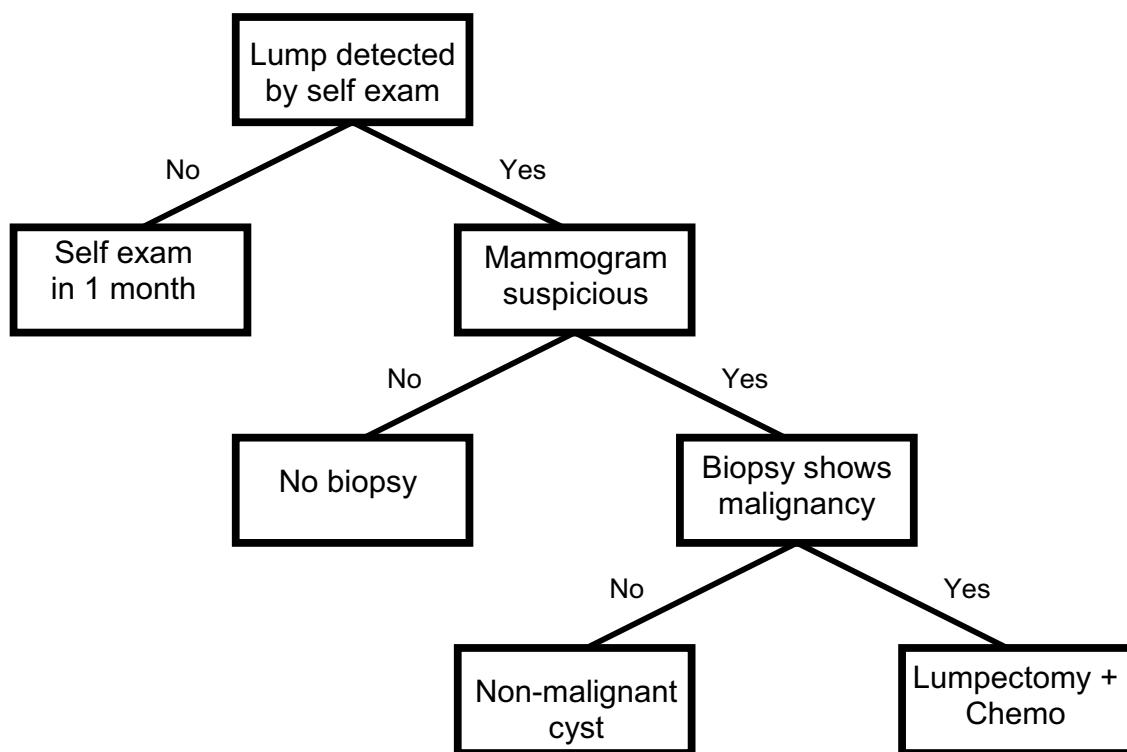 Lump detected
by self exam
No
Yes
Self exam
in 1 month
Mammogram
suspicious
No
Yes
No biopsy
Biopsy shows
malignancy
No
Yes
Non-malignant
cyst
Lumpectomy +
Chemo